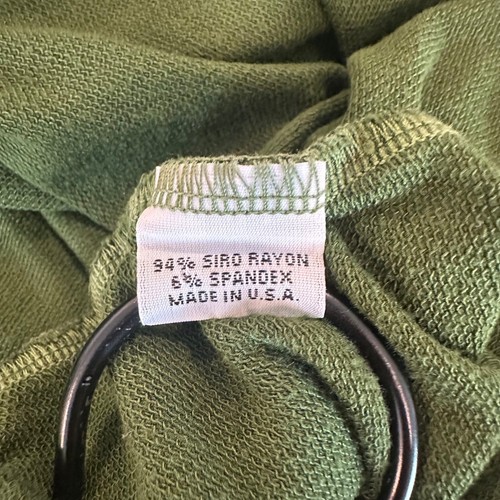 94% SIRO RAYON
6% SPANDEX
MADE IN U.S.A.